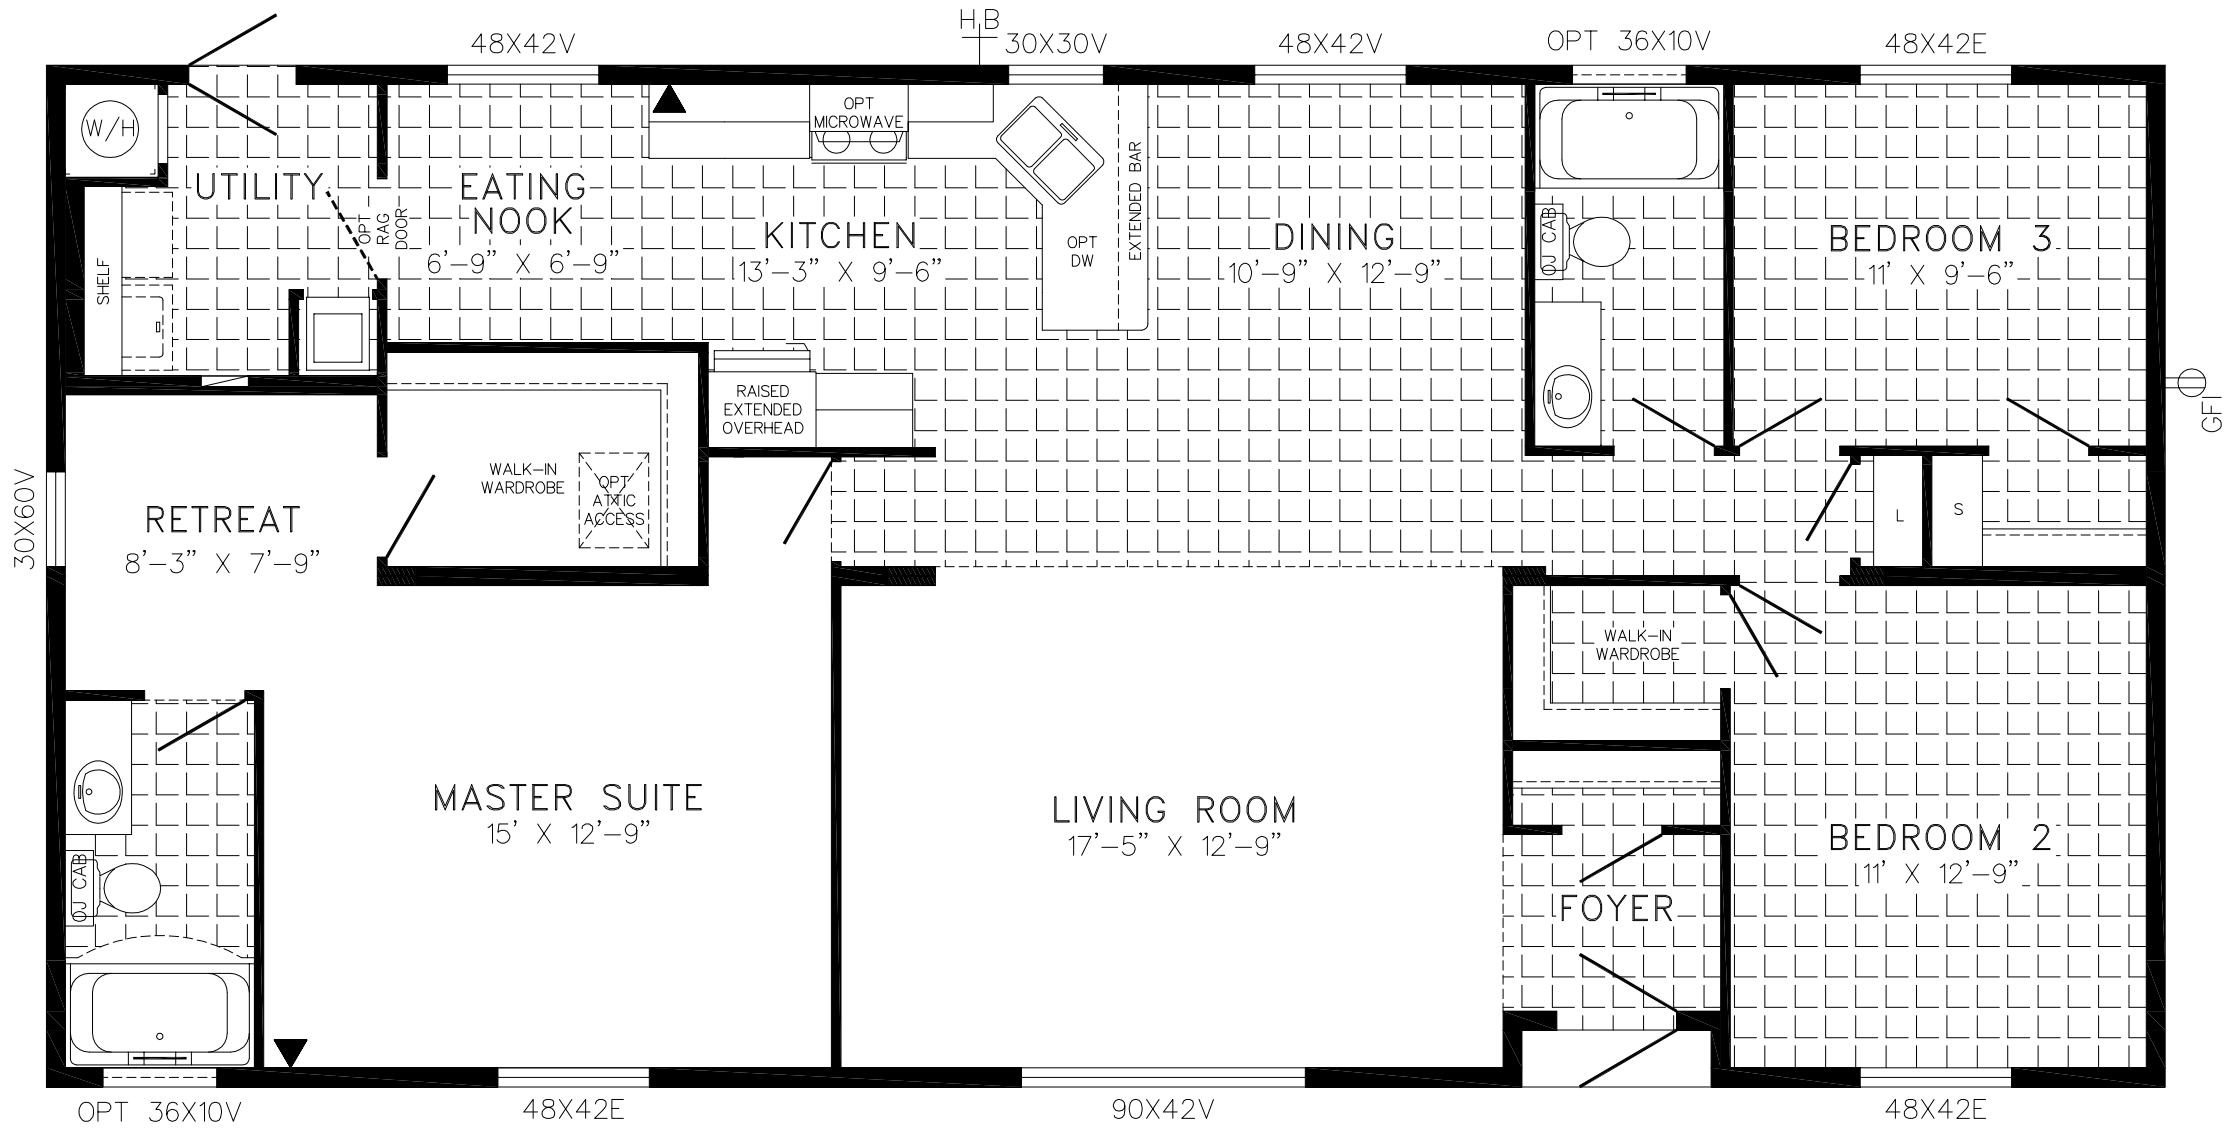 H.B
48X42V
30X30V
48X42V
OPT 36X10V
48X42E
W/H
OPT
MICROWAVE
UTILITY
EATING
NOOK
6'-9" X 6'-9"
OPT
RAG
DOOR
SHELF
KITCHEN
13'-3" X 9'-6"
OPT
DW
EXTENDED BAR
DINING
10'-9" X 12'-9"
OJ CAB
BEDROOM 3
11' X 9'-6"
GFI
RAISED
EXTENDED
OVERHEAD
30X60V
RETREAT
8'-3" X 7'-9"
WALK-IN
WARDROBE
OPT
ATTIC
ACCESS
L
S
WALK-IN
WARDROBE
MASTER SUITE
15' X 12'-9"
LIVING ROOM
17'-5" X 12'-9"
BEDROOM 2
11' X 12'-9"
OJ CAB
FOYER
OPT 36X10V
48X42E
90X42V
48X42E